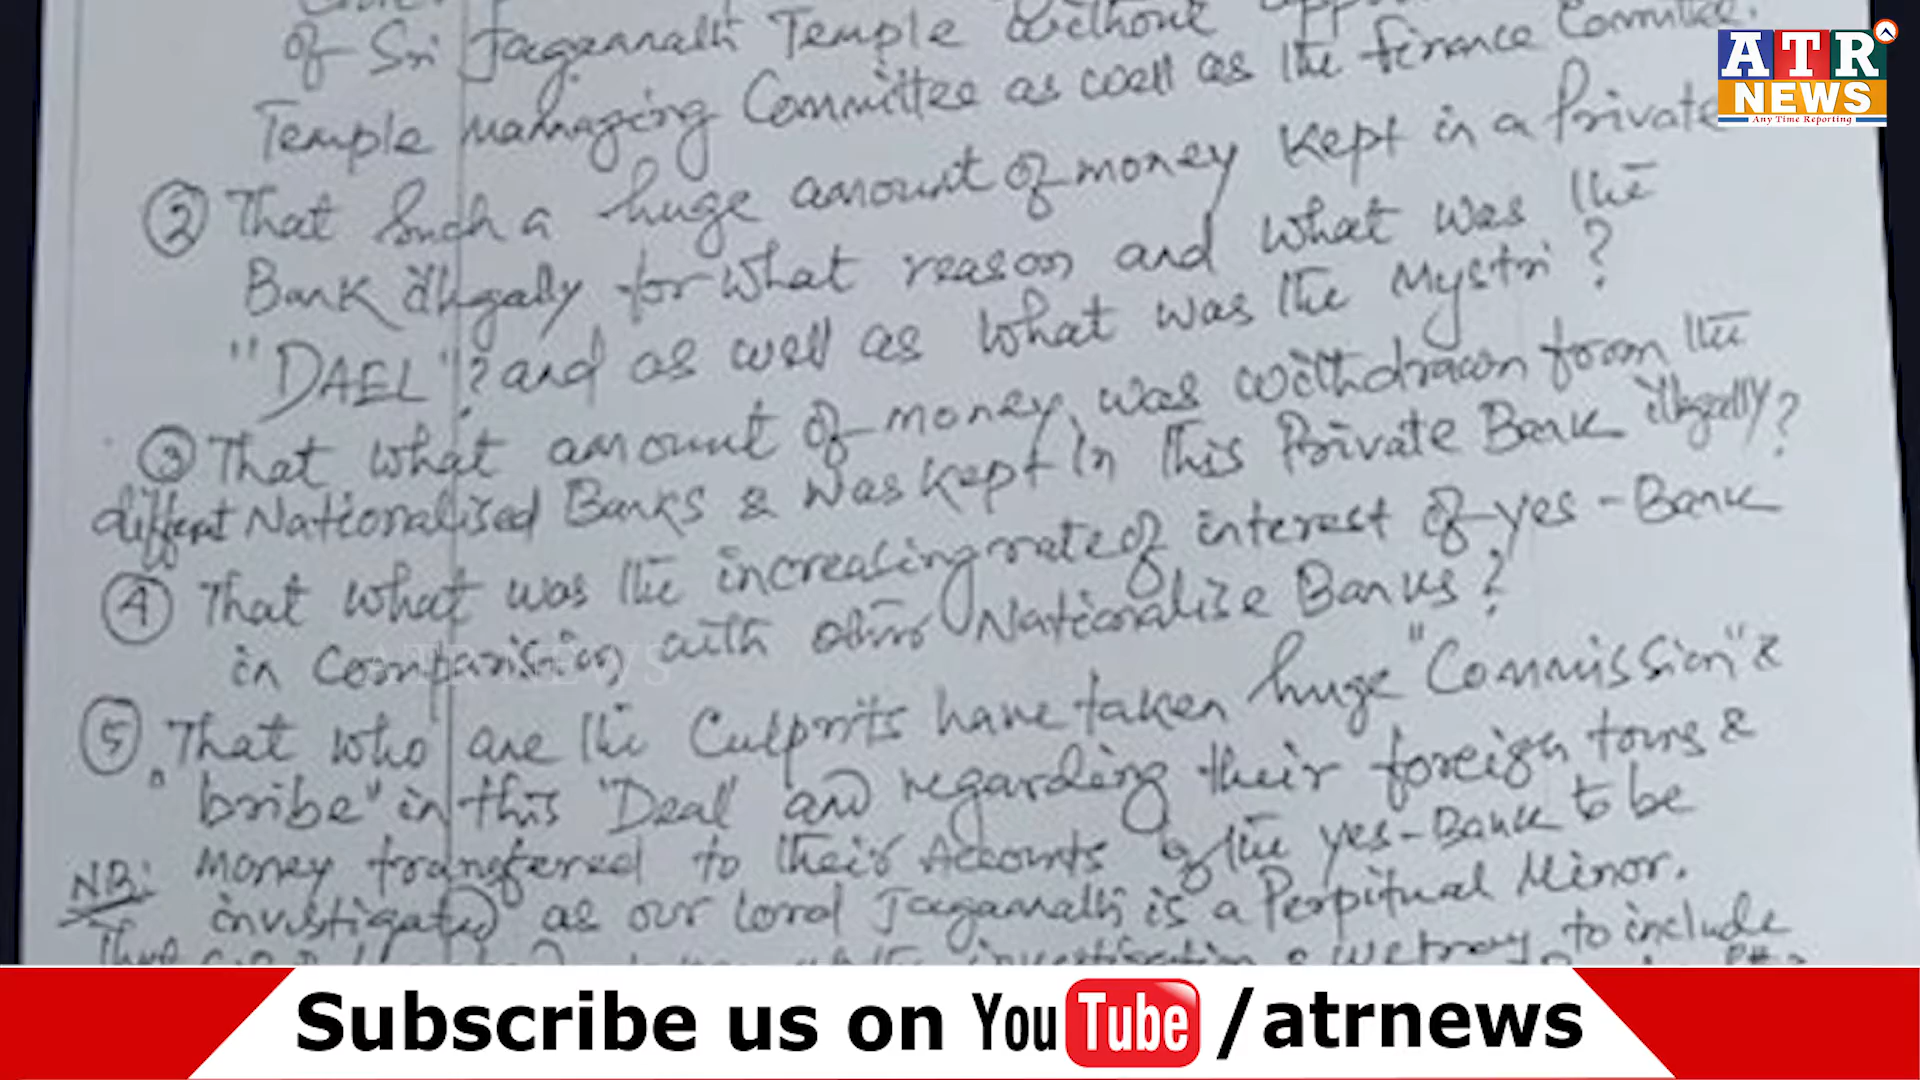 of Sri Jagannath Temple Without
Temple Managing Committee as well as the finance Committee.
② That Such a huge amount of money kept in a Private
Bank illegally for what reason and what was the
"DAEL"? and as well as what was the Mystri?
③ That what amount of money was withdrawn from the
different Nationalised Banks & was kept in this Private Bank illegally?
④ That what was the increasing rate of interest of yes-Bank
in Comparision with other Nationalise Banks?
⑤ That who are the Culprits have taken huge "Commission" &
"bribe" in this "Deal" and regarding their foreign tours &
Money transferred to their Accounts of the yes-Bank to be
NB: investigated as our Lord Jagannath is a Perpitual Minor.
to include
ATR
NEWS
Any Time Reporting
ATR NEWS
Subscribe us on YouTube /atrnews